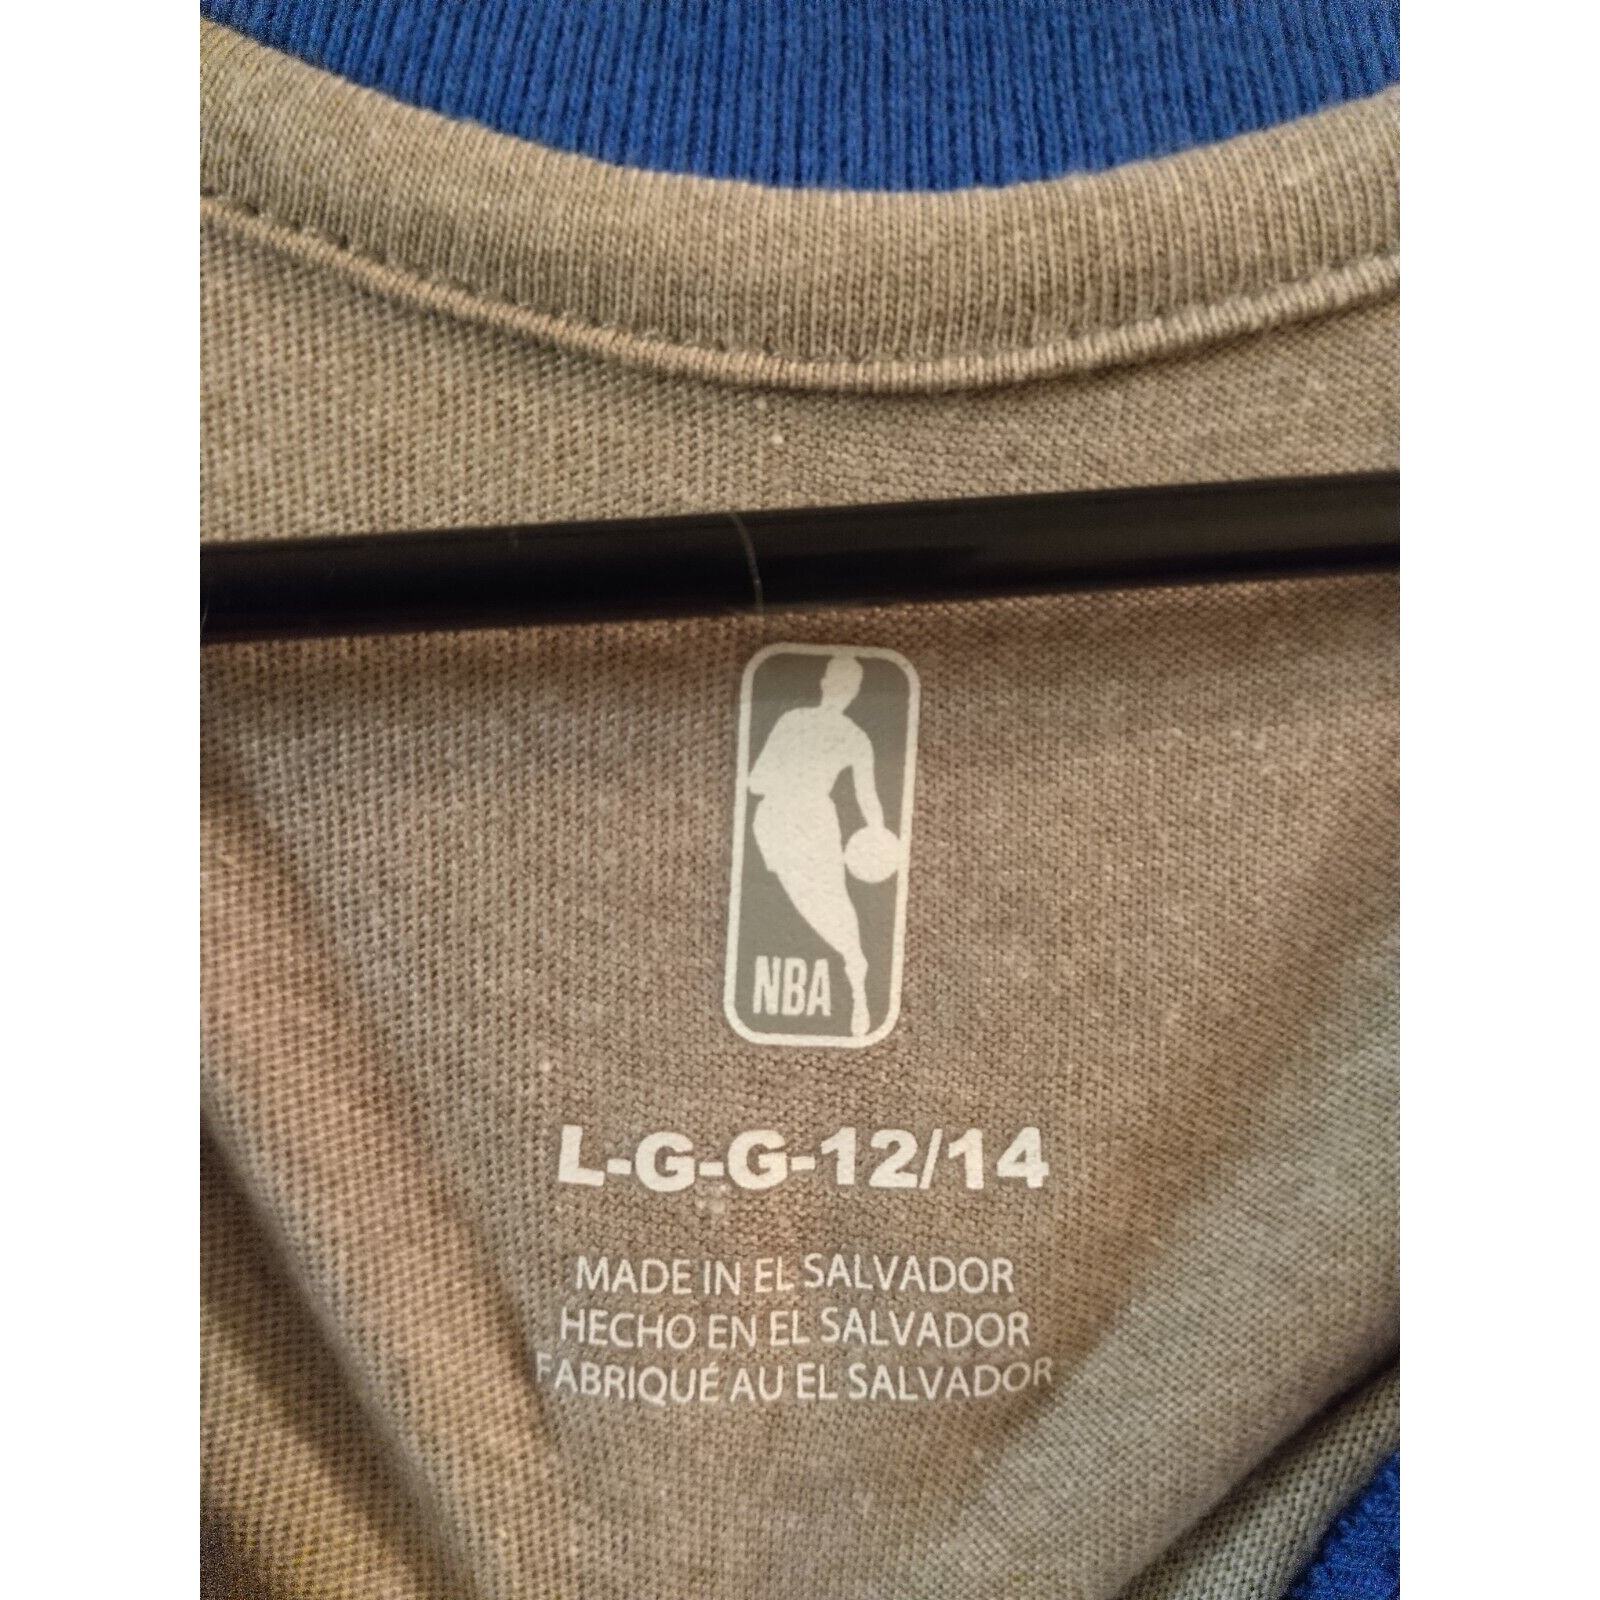 NBA
L-G-G-12/14
MADE IN EL SALVADOR
HECHO EN EL SALVADOR
FABRIQUÉ AU EL SALVADOR